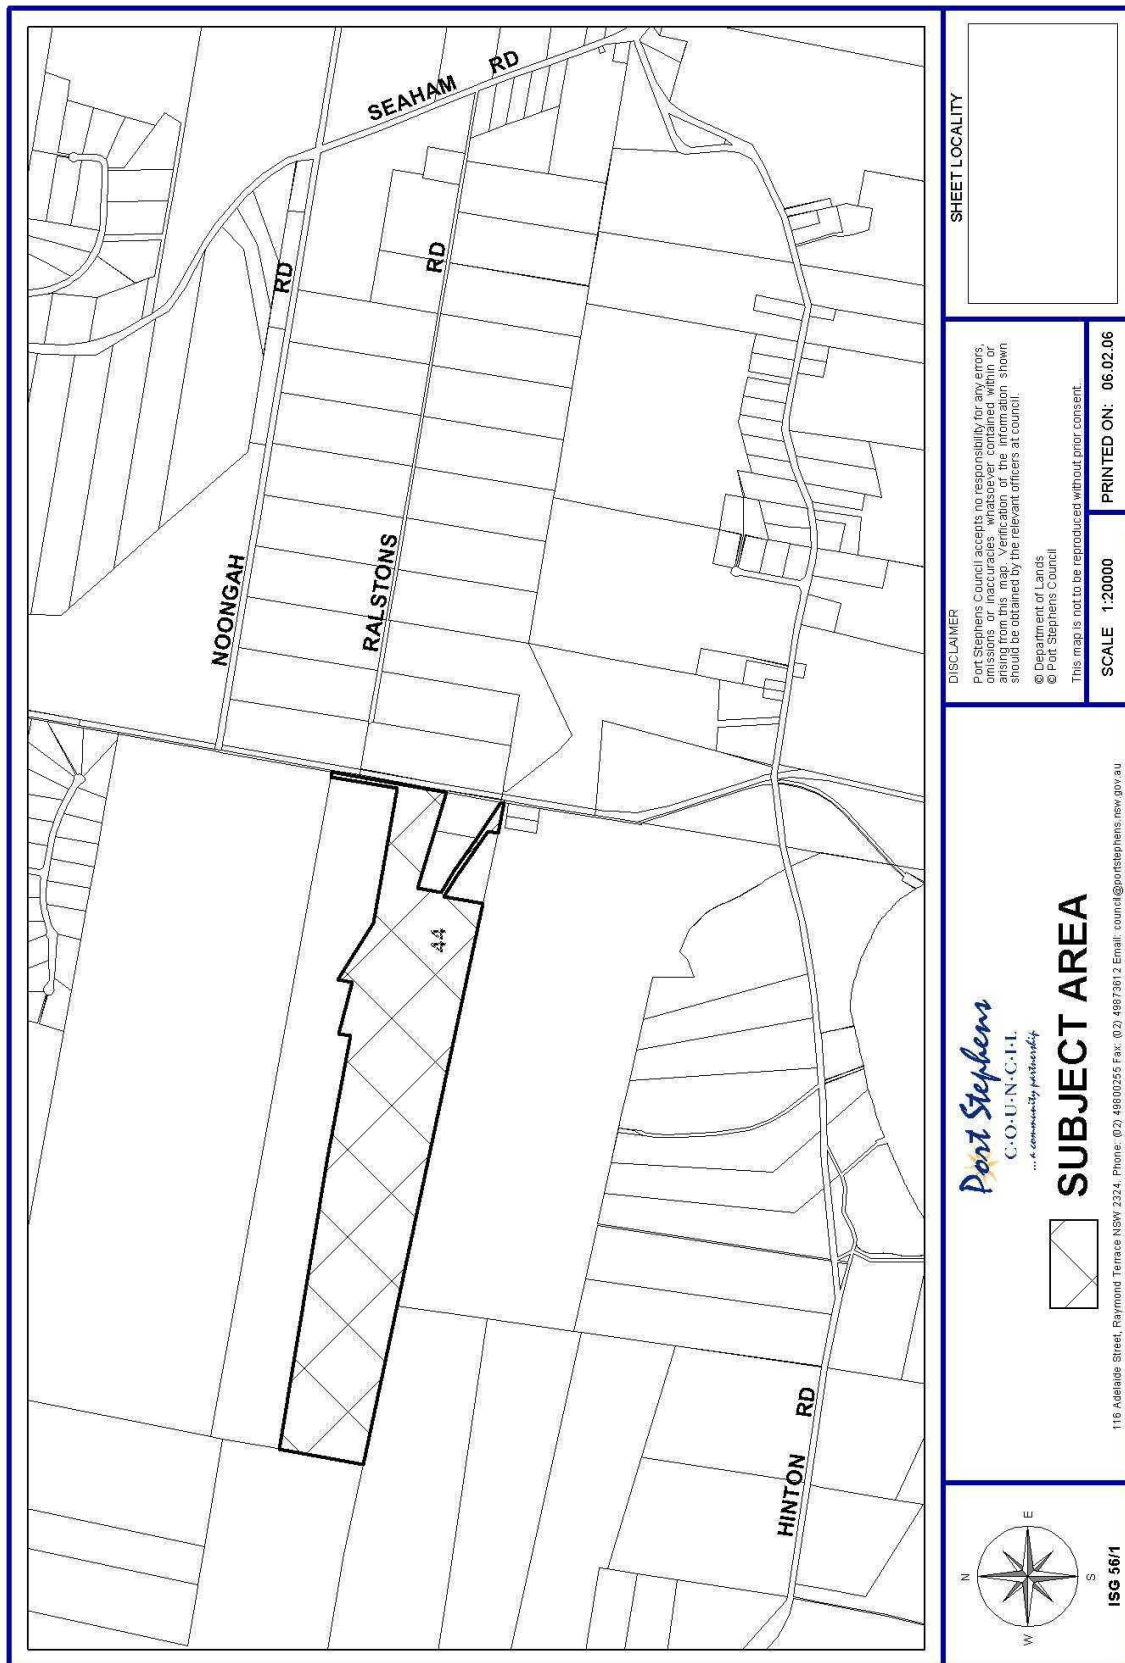 SEAHAM RD
NOONGAH RD
RALSTONS RD
44
HINTON RD
N
W
E
S
ISG 56/1
Port Stephens
C·O·U·N·C·I·L
... a community partnership
SUBJECT AREA
116 Adelaide Street, Raymond Terrace NSW 2324. Phone: (02) 49800255 Fax: (02) 49873612 Email: council@portstephens.nsw.gov.au
DISCLAIMER
Port Stephens Council accepts no responsibility for any errors,
omissions or inaccuracies whatsoever contained within or
arising from this map. Verification of the information shown
should be obtained by the relevant officers at council.
© Department of Lands
© Port Stephens Council
This map is not to be reproduced without prior consent.
SCALE 1:20000
PRINTED ON: 06.02.06
SHEET LOCALITY